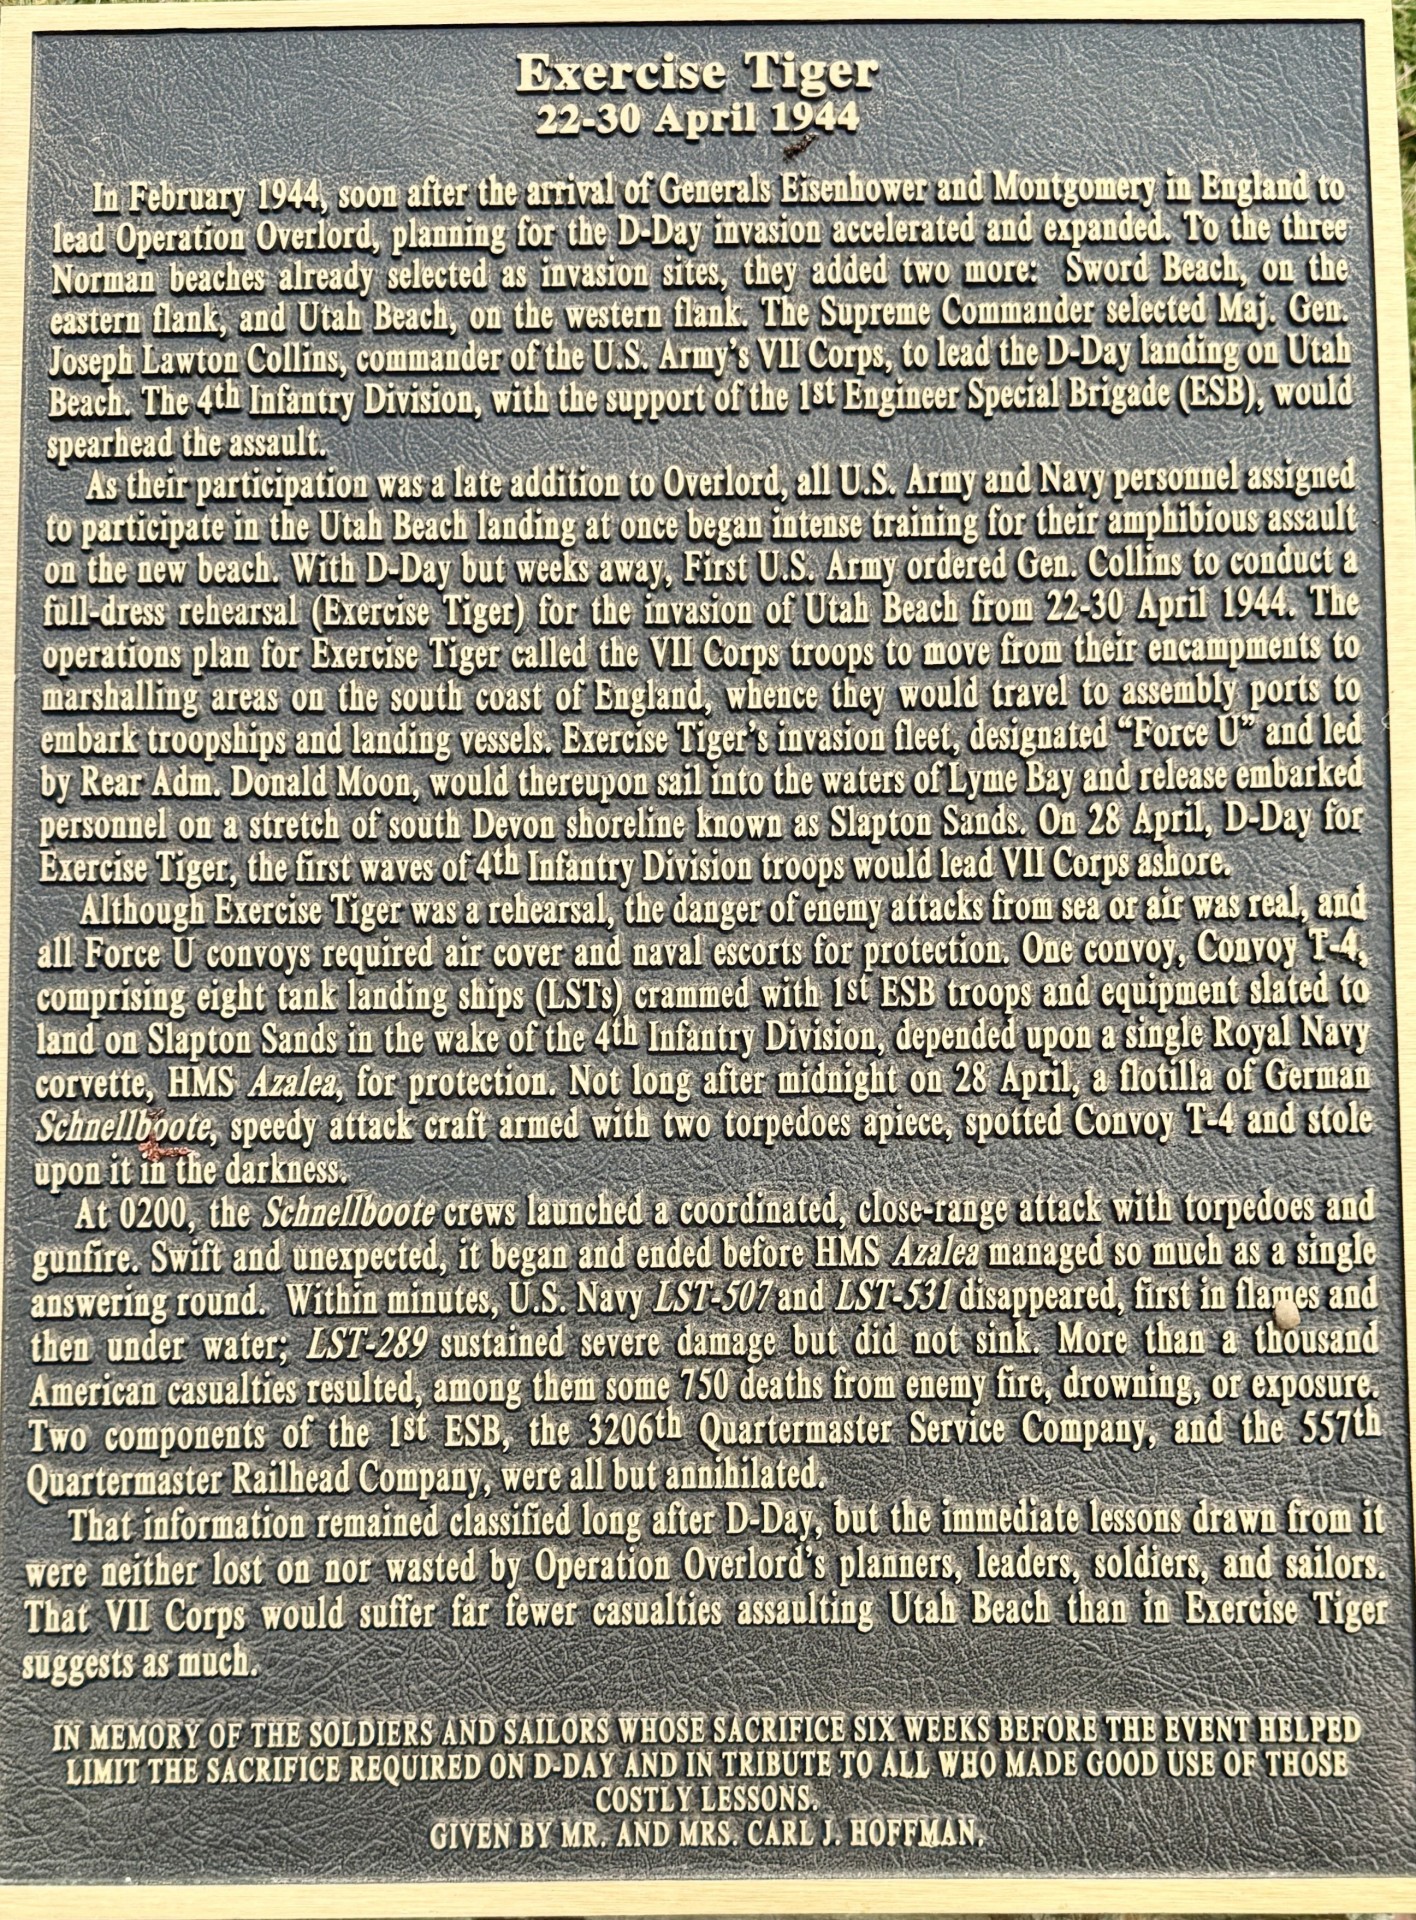 Exercise Tiger
22-30 April 1944
In February 1944, soon after the arrival of Generals Eisenhower and Montgomery in England to
lead Operation Overlord, planning for the D-Day invasion accelerated and expanded. To the three
Norman beaches already selected as invasion sites, they added two more: Sword Beach, on the
eastern flank, and Utah Beach, on the western flank. The Supreme Commander selected Maj. Gen.
Joseph Lawton Collins, commander of the U.S. Army's VII Corps, to lead the D-Day landing on Utah
Beach. The 4th Infantry Division, with the support of the 1st Engineer Special Brigade (ESB), would
spearhead the assault.
As their participation was a late addition to Overlord, all U.S. Army and Navy personnel assigned
to participate in the Utah Beach landing at once began intense training for their amphibious assault
on the new beach. With D-Day but weeks away, First U.S. Army ordered Gen. Collins to conduct a
full-dress rehearsal (Exercise Tiger) for the invasion of Utah Beach from 22-30 April 1944. The
operations plan for Exercise Tiger called the VII Corps troops to move from their encampments to
marshalling areas on the south coast of England, whence they would travel to assembly ports to
embark troopships and landing vessels. Exercise Tiger's invasion fleet, designated “Force U” and led
by Rear Adm. Donald Moon, would thereupon sail into the waters of Lyme Bay and release embarked
personnel on a stretch of south Devon shoreline known as Slapton Sands. On 28 April, D-Day for
Exercise Tiger, the first waves of 4th Infantry Division troops would lead VII Corps ashore.
Although Exercise Tiger was a rehearsal, the danger of enemy attacks from sea or air was real, and
all Force U convoys required air cover and naval escorts for protection. One convoy, Convoy T-4,
comprising eight tank landing ships (LSTs) crammed with 1st ESB troops and equipment slated to
land on Slapton Sands in the wake of the 4th Infantry Division, depended upon a single Royal Navy
corvette, HMS Azalea, for protection. Not long after midnight on 28 April, a flotilla of German
Schnellboote, speedy attack craft armed with two torpedoes apiece, spotted Convoy T-4 and stole
upon it in the darkness.
At 0200, the Schnellboote crews launched a coordinated, close-range attack with torpedoes and
gunfire. Swift and unexpected, it began and ended before HMS Azalea managed so much as a single
answering round. Within minutes, U.S. Navy LST-507 and LST-531 disappeared, first in flames and
then under water; LST-289 sustained severe damage but did not sink. More than a thousand
American casualties resulted, among them some 750 deaths from enemy fire, drowning, or exposure.
Two components of the 1st ESB, the 3206th Quartermaster Service Company, and the 557th
Quartermaster Railhead Company, were all but annihilated.
That information remained classified long after D-Day, but the immediate lessons drawn from it
were neither lost on nor wasted by Operation Overlord's planners, leaders, soldiers, and sailors.
That VII Corps would suffer far fewer casualties assaulting Utah Beach than in Exercise Tiger
suggests as much.
IN MEMORY OF THE SOLDIERS AND SAILORS WHOSE SACRIFICE SIX WEEKS BEFORE THE EVENT HELPED
LIMIT THE SACRIFICE REQUIRED ON D-DAY AND IN TRIBUTE TO ALL WHO MADE GOOD USE OF THOSE
COSTLY LESSONS.
GIVEN BY MR. AND MRS. CARL J. HOFFMAN.